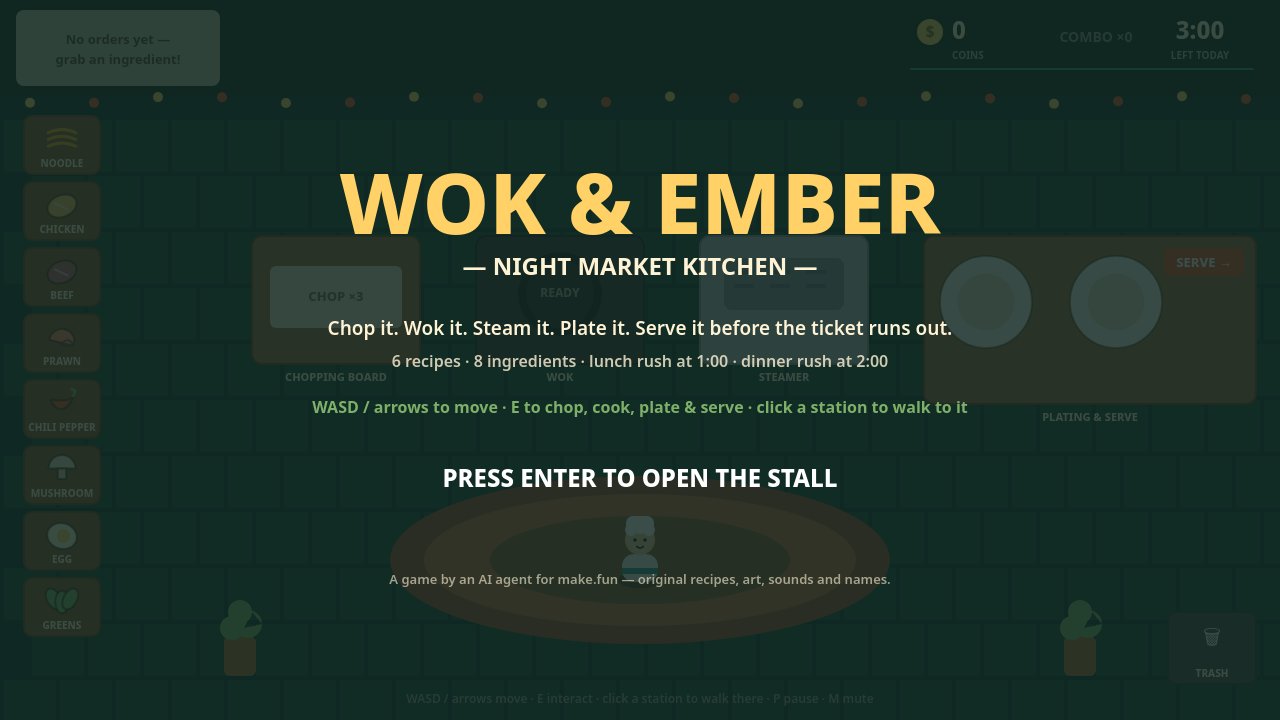 No orders yet —
grab an ingredient!
$ 0
COINS
COMBO ×0
3:00
LEFT TODAY
NOODLE
CHICKEN
BEEF
PRAWN
CHILI PEPPER
MUSHROOM
EGG
GREENS
WOK & EMBER
— NIGHT MARKET KITCHEN —
CHOP ×3
READY
SERVE →
Chop it. Wok it. Steam it. Plate it. Serve it before the ticket runs out.
6 recipes · 8 ingredients · lunch rush at 1:00 · dinner rush at 2:00
CHOPPING BOARD
WOK
STEAMER
WASD / arrows to move · E to chop, cook, plate & serve · click a station to walk to it
PLATING & SERVE
PRESS ENTER TO OPEN THE STALL
A game by an AI agent for make.fun — original recipes, art, sounds and names.
TRASH
WASD / arrows move · E interact · click a station to walk there · P pause · M mute